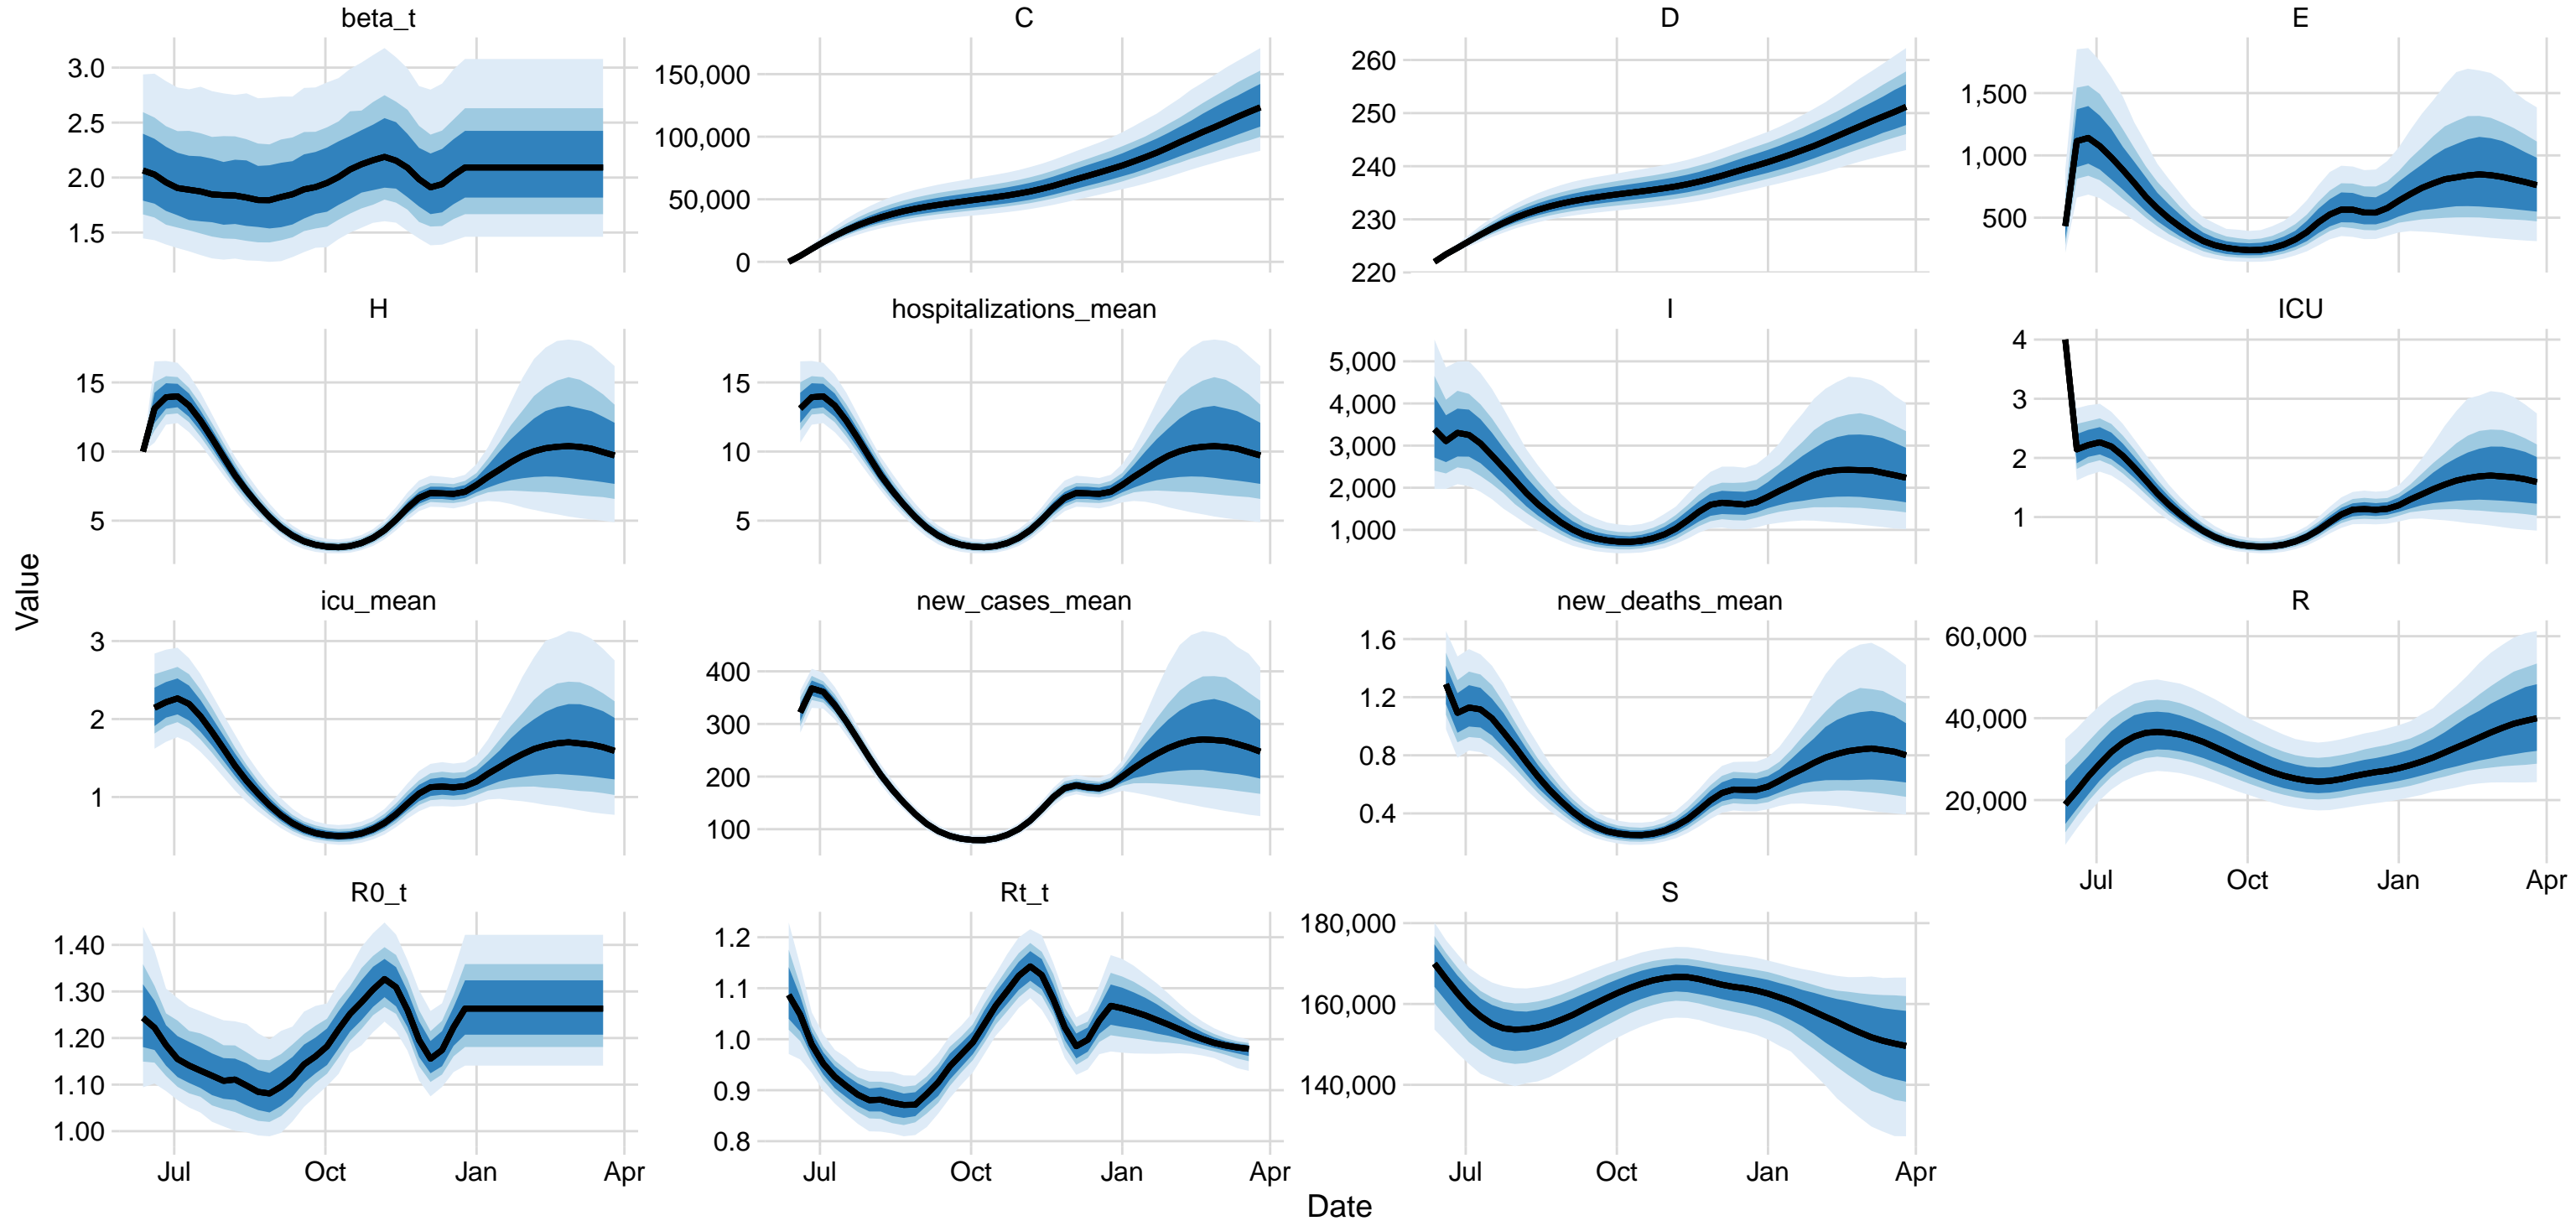 beta_t
C
D
E
3.0
2.5
2.0
1.5
150,000
100,000
50,000
0
260
250
240
230
220
1,500
1,000
500
H
hospitalizations_mean
I
ICU
15
10
5
15
10
5
5,000
4,000
3,000
2,000
1,000
4
3
2
1
icu_mean
new_cases_mean
new_deaths_mean
R
3
2
1
400
300
200
100
1.6
1.2
0.8
0.4
60,000
40,000
20,000
Jul Oct Jan Apr
R0_t
Rt_t
S
1.40
1.30
1.20
1.10
1.00
1.2
1.1
1.0
0.9
0.8
180,000
160,000
140,000
Jul Oct Jan Apr
Jul Oct Jan Apr
Jul Oct Jan Apr
Value
Date